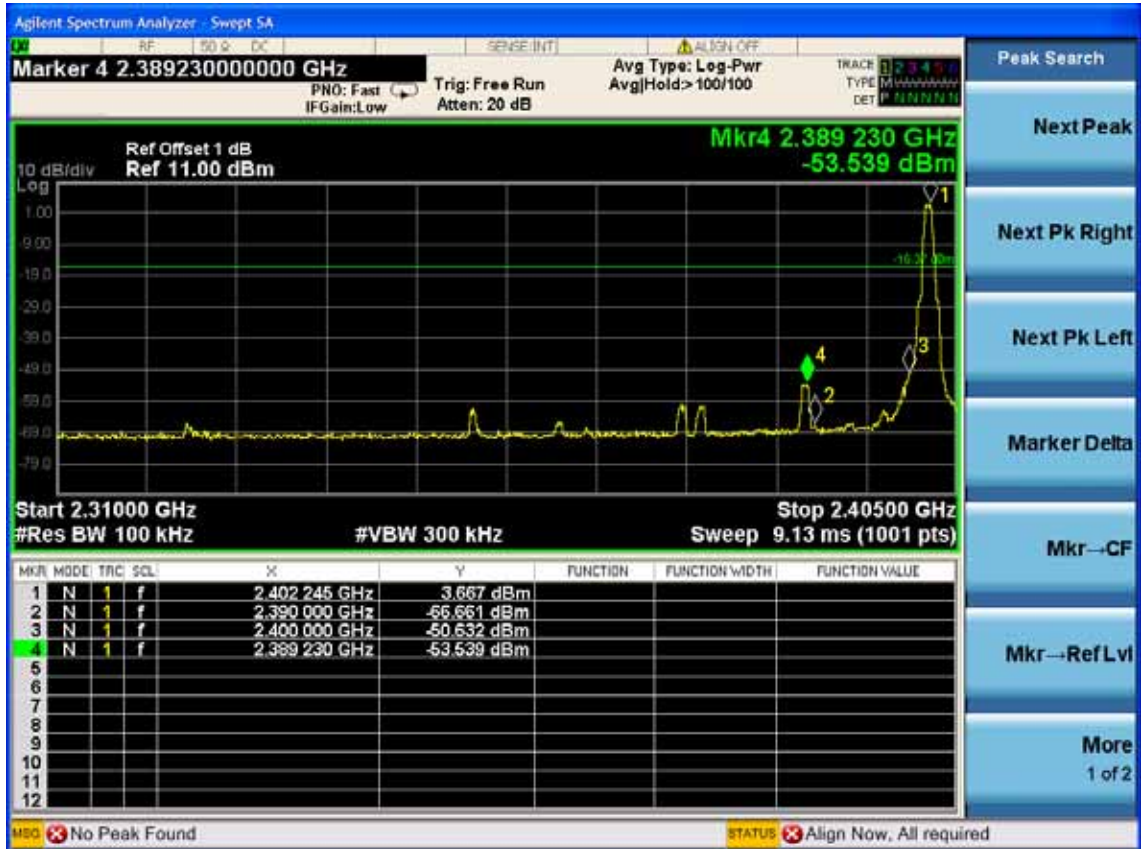 Agilent Spectrum Analyzer - Swept SA
LXI RF 50 Ω DC SENSE:INT ALIGN OFF
Marker 4 2.389230000000 GHz
PNO: Fast
IFGain:Low
Trig: Free Run
Atten: 20 dB
Avg Type: Log-Pwr
Avg|Hold:>100/100
TRACE 1 2 3 4 5 6
TYPE M
DET P N N N N N
Mkr4 2.389 230 GHz
-53.539 dBm
Ref Offset 1 dB
10 dB/div Ref 11.00 dBm
Log
1.00
-9.00
-19.0
-29.0
-39.0
-49.0
-59.0
-69.0
-79.0
1
-16.37 dBm
3
4
2
Start 2.31000 GHz Stop 2.40500 GHz
#Res BW 100 kHz #VBW 300 kHz Sweep 9.13 ms (1001 pts)
MKR MODE TRC SCL X Y FUNCTION FUNCTION WIDTH FUNCTION VALUE
1 N 1 f 2.402 245 GHz 3.667 dBm
2 N 1 f 2.390 000 GHz -66.661 dBm
3 N 1 f 2.400 000 GHz -50.632 dBm
4 N 1 f 2.389 230 GHz -53.539 dBm
5
6
7
8
9
10
11
12
MSG No Peak Found STATUS Align Now, All required
Peak Search
Next Peak
Next Pk Right
Next Pk Left
Marker Delta
Mkr→CF
Mkr→Ref Lvl
More
1 of 2